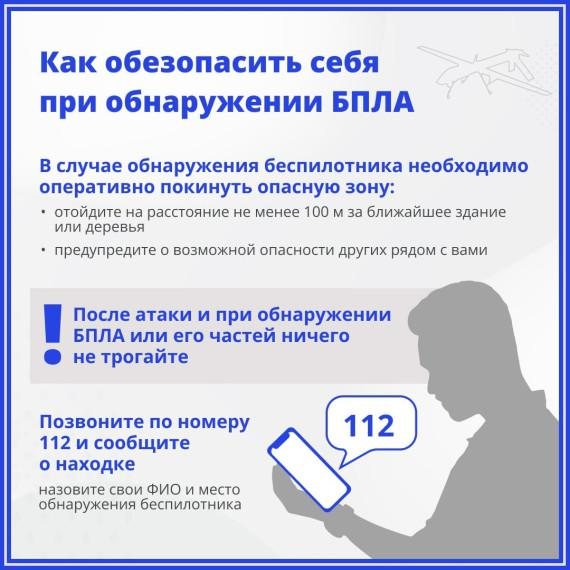 Как обезопасить себя
при обнаружении БПЛА
В случае обнаружения беспилотника необходимо
оперативно покинуть опасную зону:
• отойдите на расстояние не менее 100 м за ближайшее здание
или деревья
• предупредите о возможной опасности других рядом с вами
! После атаки и при обнаружении
БПЛА или его частей ничего
не трогайте
Позвоните по номеру
112 и сообщите
о находке
назовите свои ФИО и место
обнаружения беспилотника
112